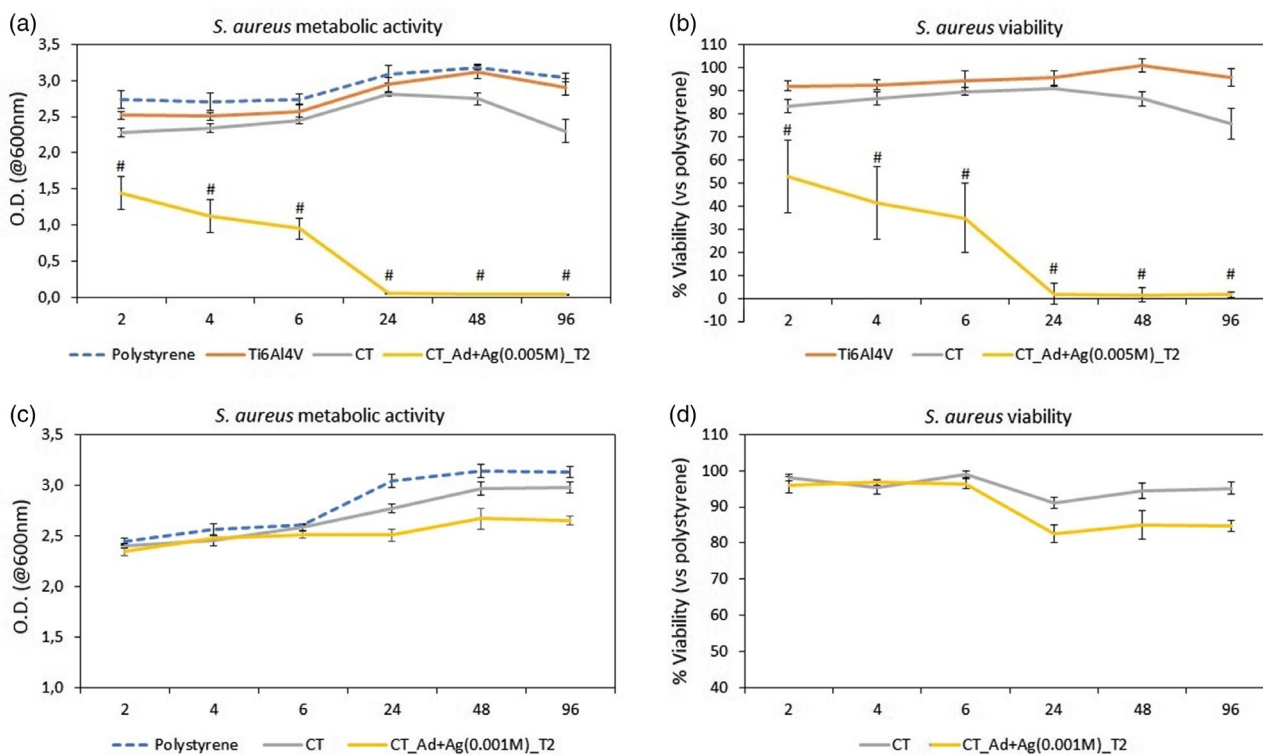 (a)
S. aureus metabolic activity
O.D. (@600nm)
3,5
3,0
2,5
2,0
1,5
1,0
0,5
0,0
# # # # # #
2 4 6 24 48 96
Polystyrene Ti6Al4V CT CT_Ad+Ag(0.005M)_T2
(b)
S. aureus viability
% Viability (vs polystyrene)
110
100
90
80
70
60
50
40
30
20
10
0
-10
# # # # # #
2 4 6 24 48 96
Ti6Al4V CT CT_Ad+Ag(0.005M)_T2
(c)
S. aureus metabolic activity
O.D. (@600nm)
3,5
3,0
2,5
2,0
1,5
1,0
2 4 6 24 48 96
Polystyrene CT CT_Ad+Ag(0.001M)_T2
(d)
S. aureus viability
% Viability (vs polystyrene)
110
100
90
80
70
60
50
40
2 4 6 24 48 96
CT CT_Ad+Ag(0.001M)_T2